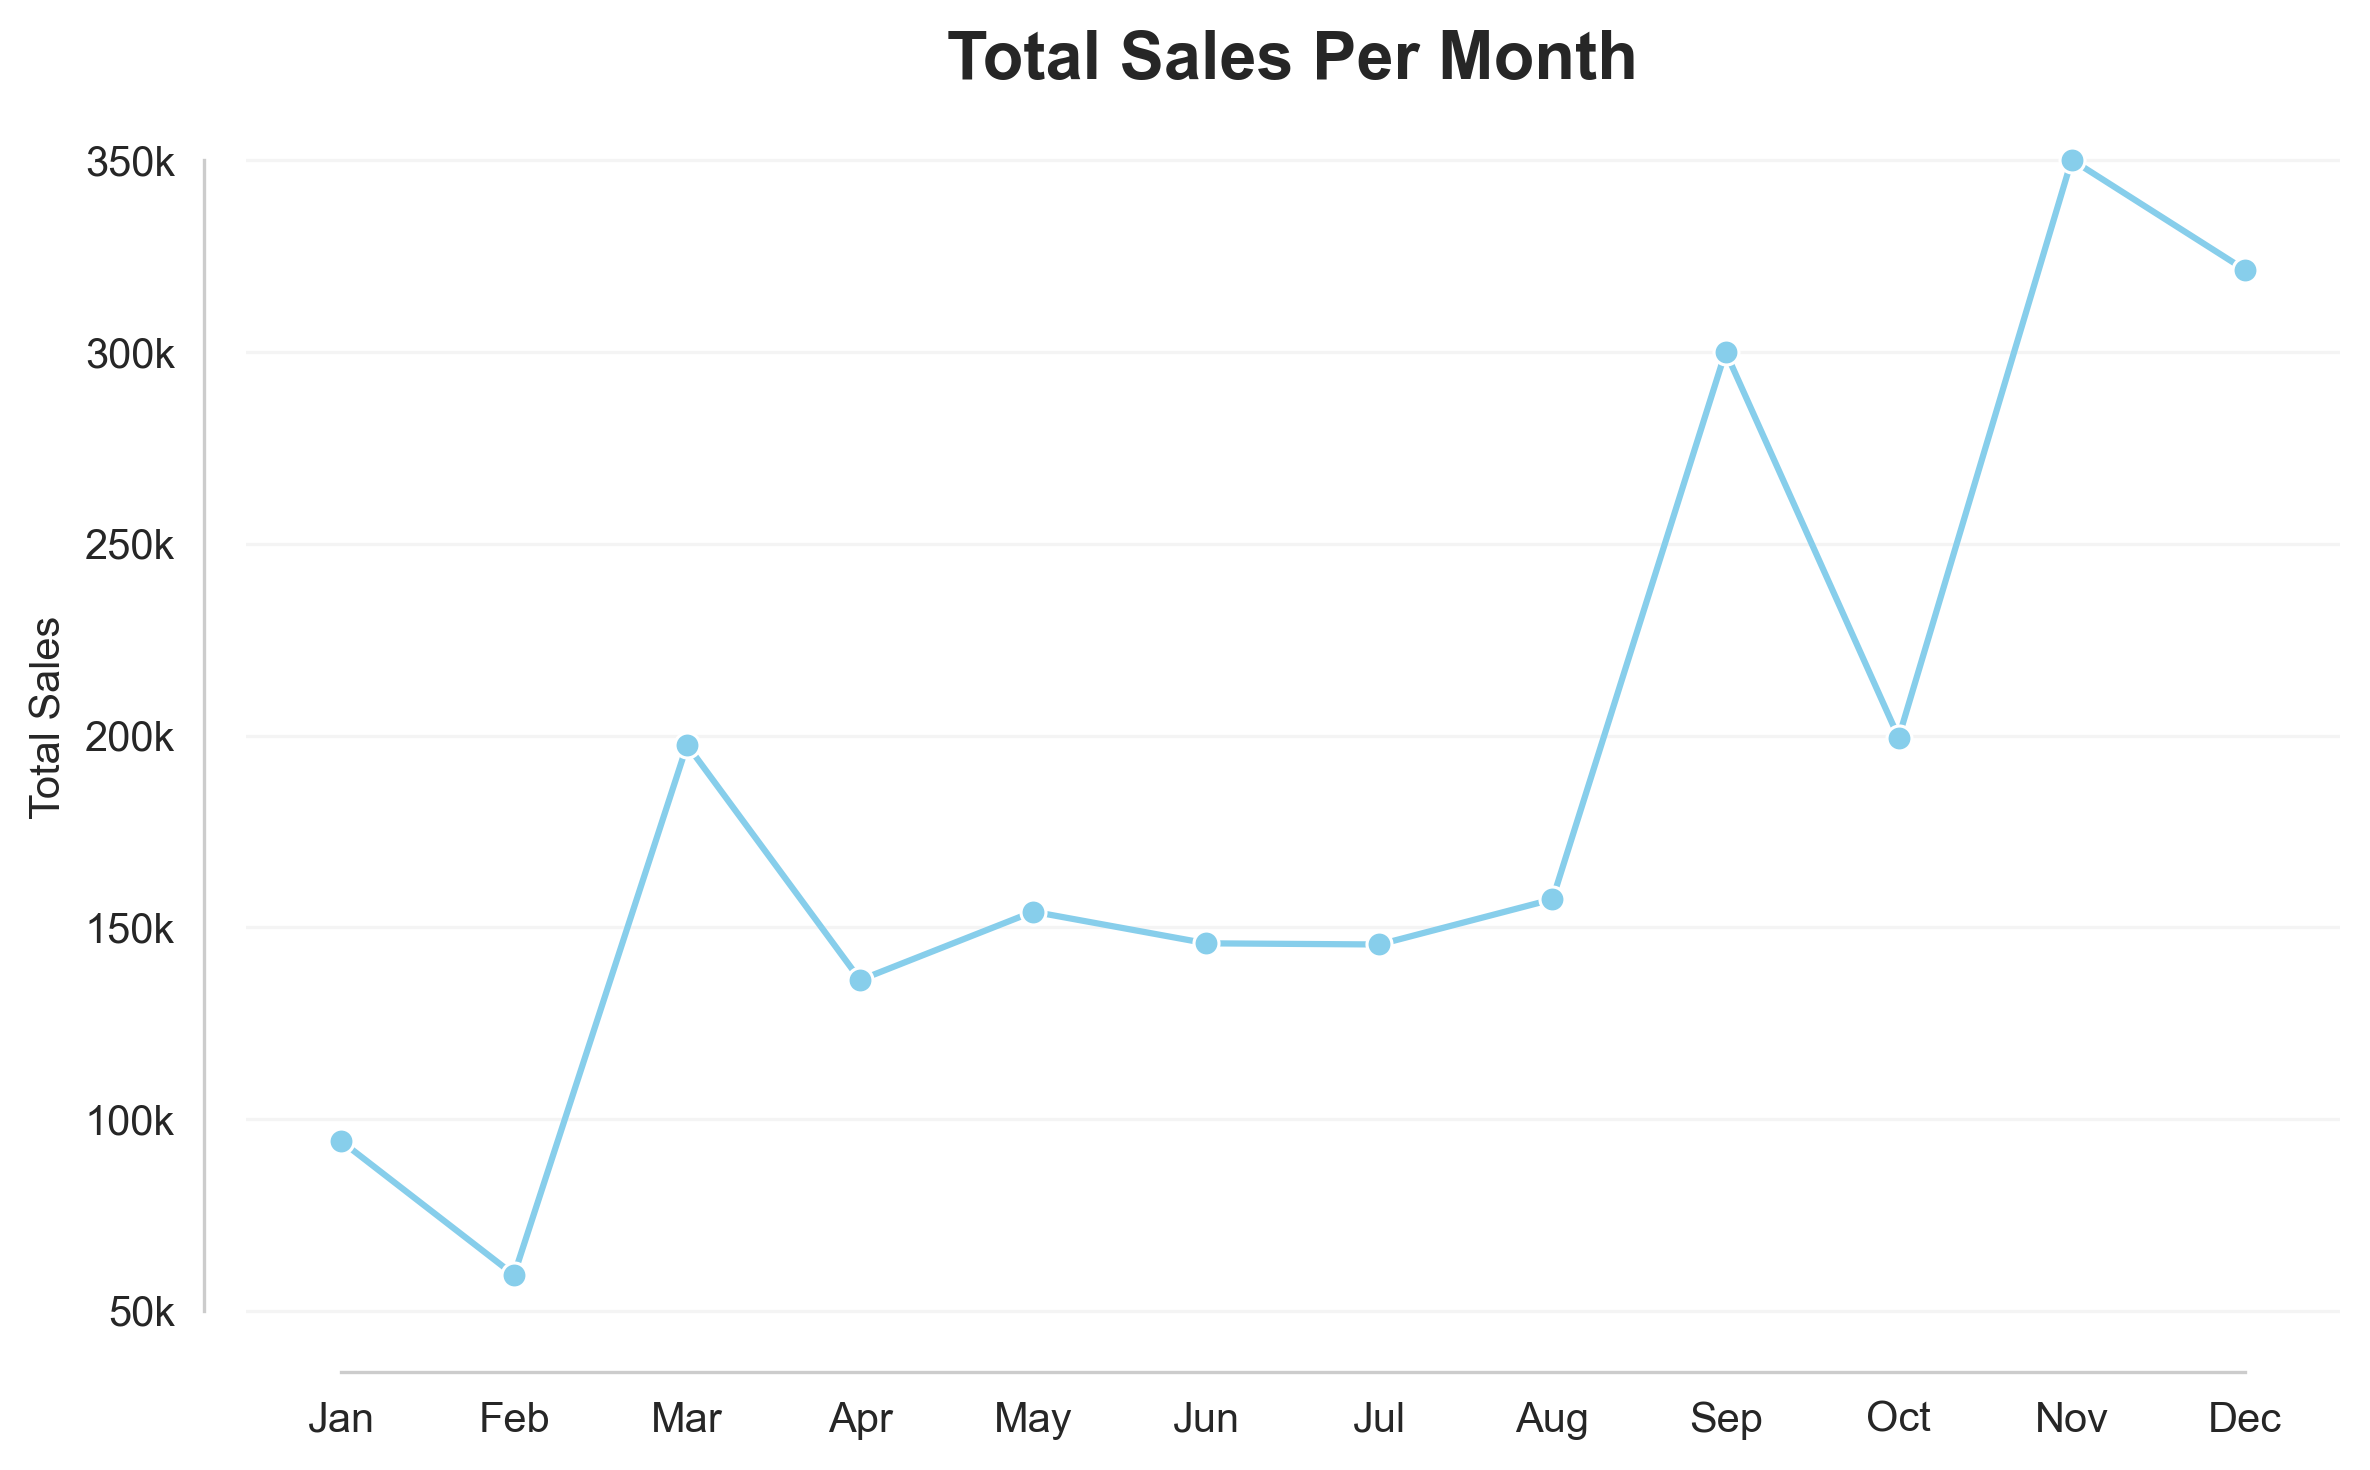 Total Sales Per Month
Total Sales
350k
300k
250k
200k
150k
100k
50k
Jan Feb Mar Apr May Jun Jul Aug Sep Oct Nov Dec